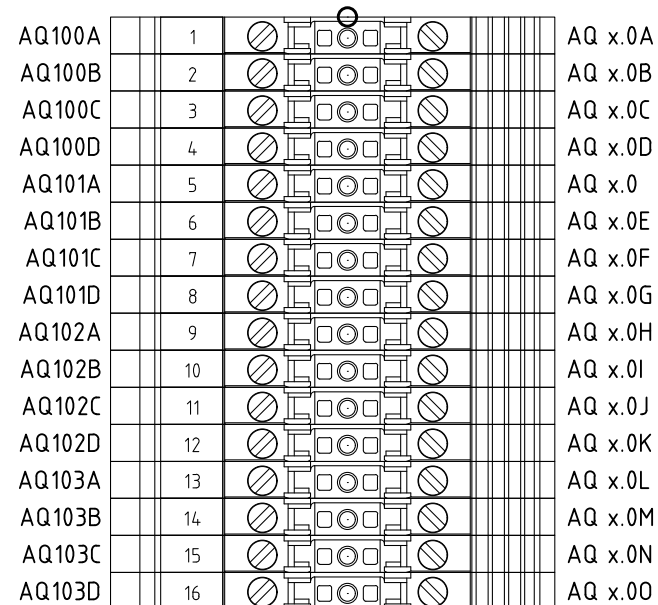 AQ100A 1 AQ x.0A
AQ100B 2 AQ x.0B
AQ100C 3 AQ x.0C
AQ100D 4 AQ x.0D
AQ101A 5 AQ x.0
AQ101B 6 AQ x.0E
AQ101C 7 AQ x.0F
AQ101D 8 AQ x.0G
AQ102A 9 AQ x.0H
AQ102B 10 AQ x.0I
AQ102C 11 AQ x.0J
AQ102D 12 AQ x.0K
AQ103A 13 AQ x.0L
AQ103B 14 AQ x.0M
AQ103C 15 AQ x.0N
AQ103D 16 AQ x.0O